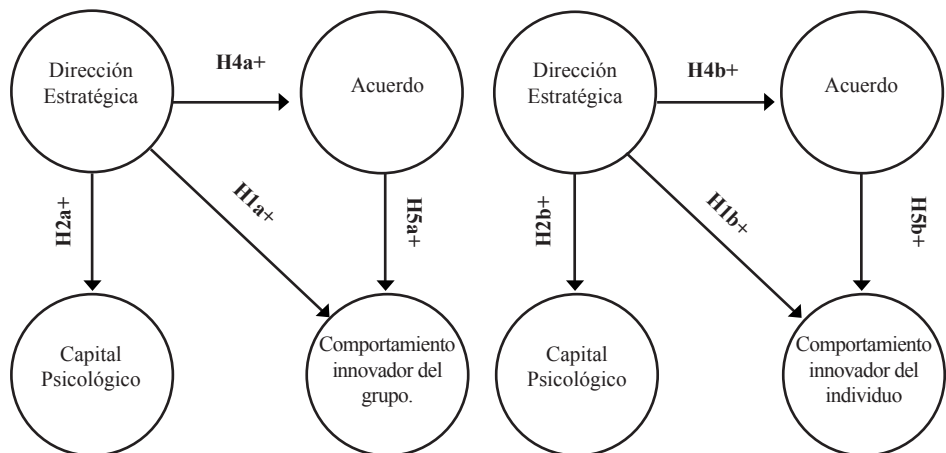 Dirección
Estratégica
H4a+
Acuerdo
H2a+
H1a+
H5a+
Capital
Psicológico
Comportamiento
innovador del
grupo.
Dirección
Estratégica
H4b+
Acuerdo
H2b+
H1b+
H5b+
Capital
Psicológico
Comportamiento
innovador del
individuo